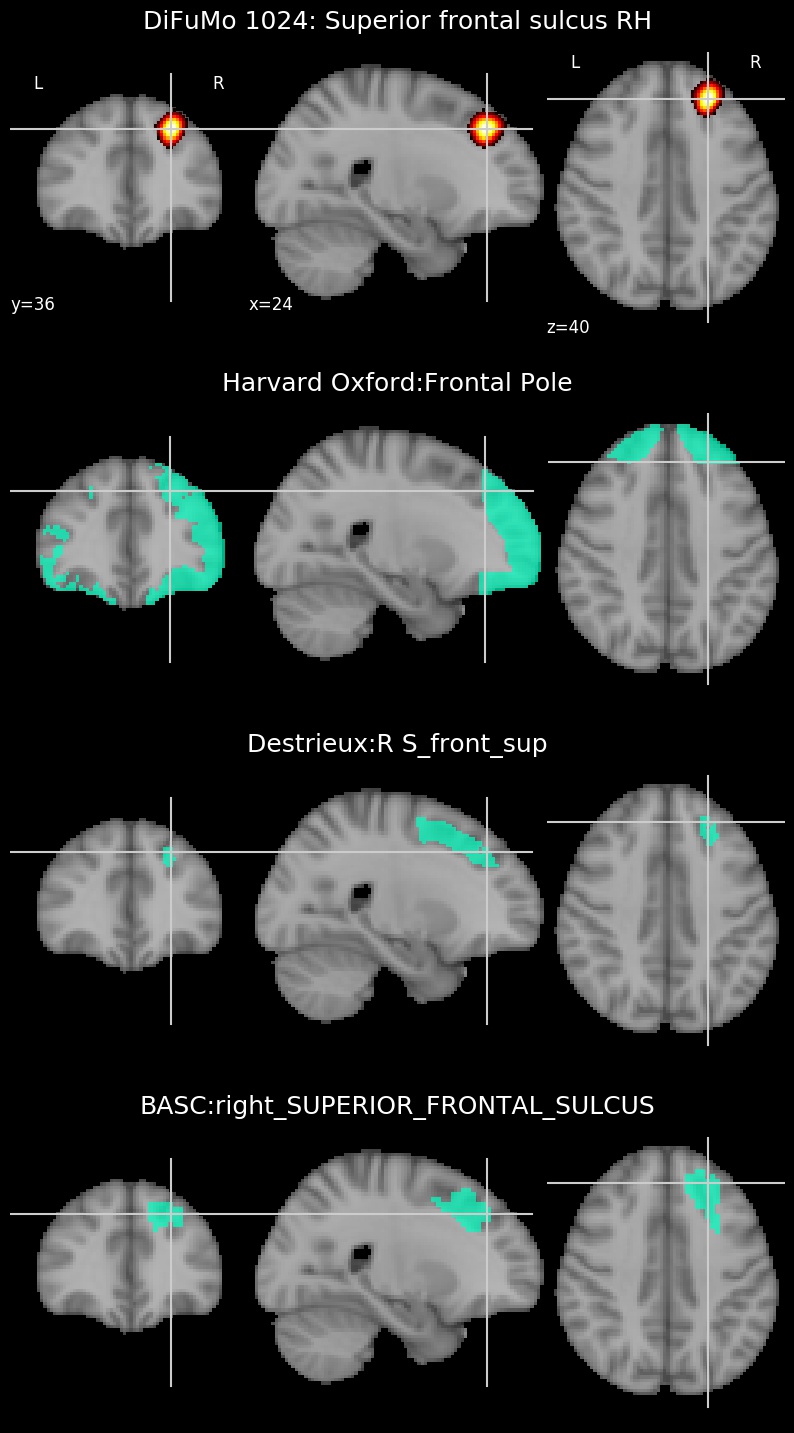 DiFuMo 1024: Superior frontal sulcus RH
L R
L R
y=36
x=24
z=40
Harvard Oxford:Frontal Pole
Destrieux:R S_front_sup
BASC:right_SUPERIOR_FRONTAL_SULCUS